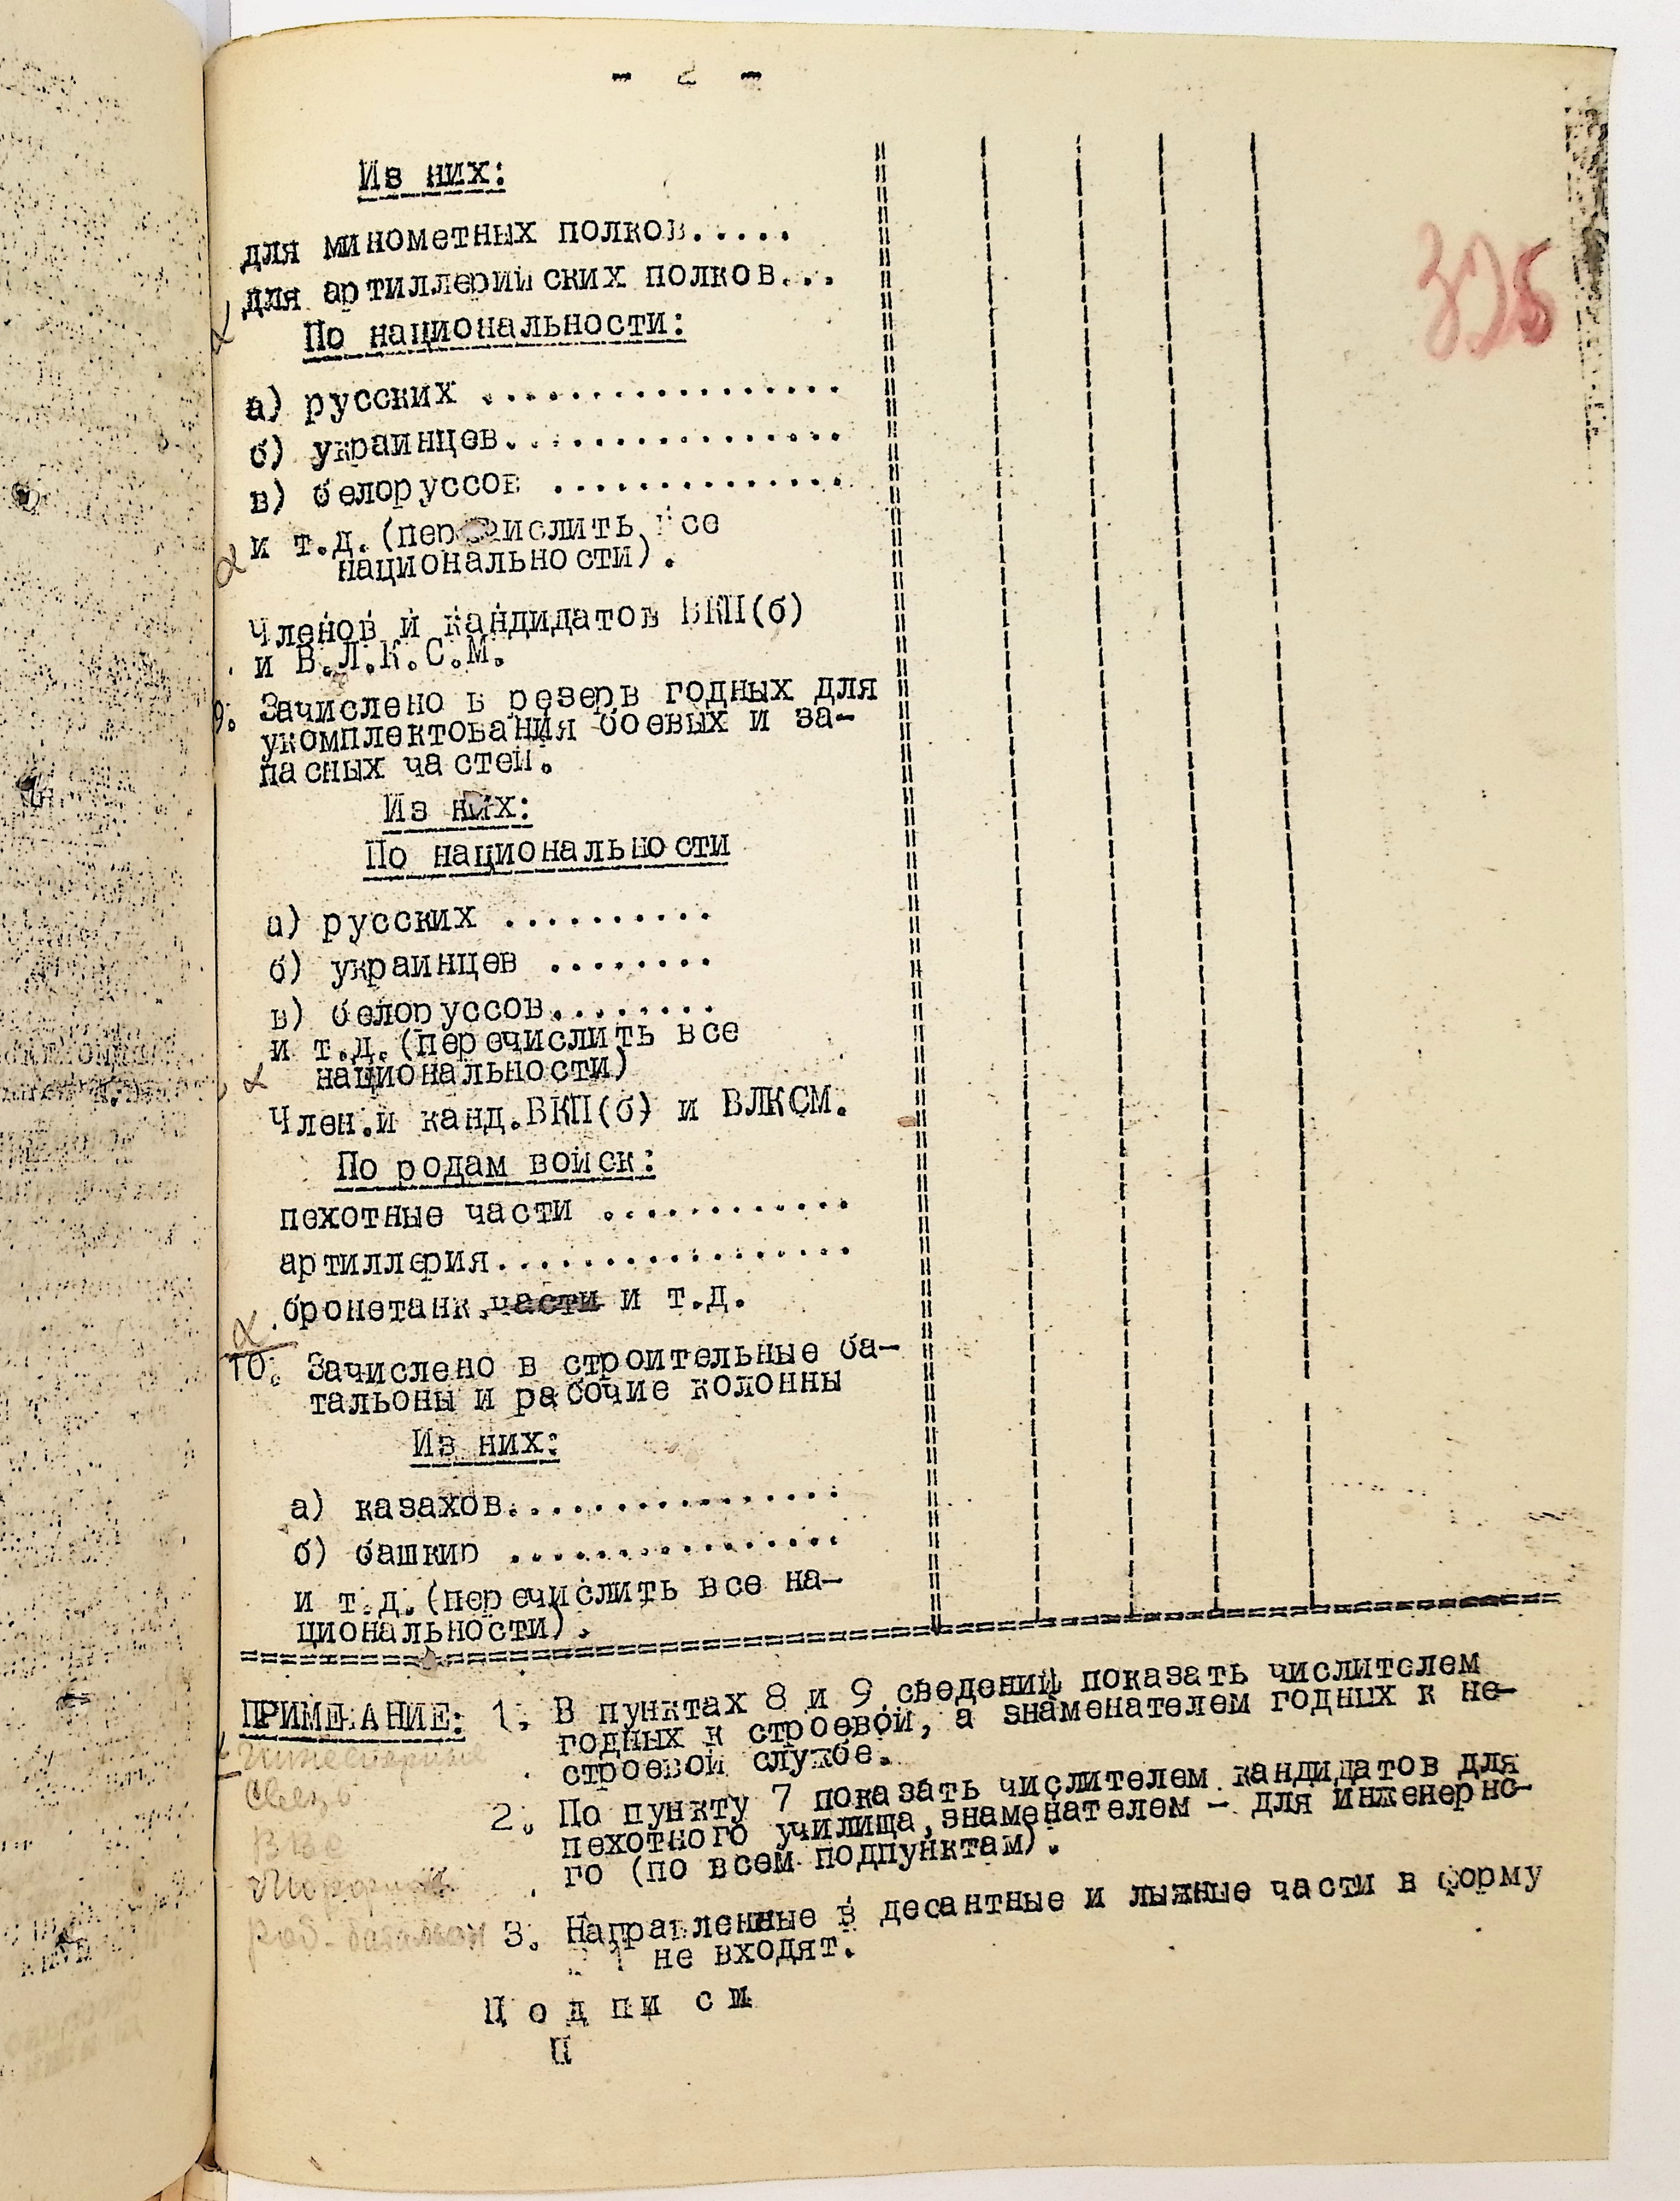 - 2 -
Из них:
для минометных полков.....
для артиллерийских полков...
По национальности:
325
а) русских .................
б) украинцев................
в) белоруссов ..............
и т.д.(перечислить все
национальности).
Членов и кандидатов ВКП(б)
и В.Л.К.С.М.
9. Зачислено в резерв годных для
укомплектования боевых и за-
пасных частей.
Из них:
По национальности
а) русских ..........
б) украинцев ........
в) белоруссов........
и т.д.(перечислить все
национальности)
Член.и канд.ВКП(б) и ВЛКСМ.
По родам войск:
пехотные части ............
артиллерия.................
бронетанк.части и т.д.
10. Зачислено в строительные ба-
тальоны и рабочие колонны
Из них:
а) казахов................
б) башкир ................
и т.д.(перечислить все на-
циональности).
ПРИМЕЧАНИЕ: 1. В пунктах 8 и 9 сведений показать числителем
годных к строевой, а знаменателем годных к не-
строевой службе.
2. По пункту 7 показать числителем кандидатов для
пехотного училища,знаменателем - для инженерно-
го (по всем подпунктам).
3. Направленные в десантные и лыжные части в форму
не входят.
П о д п и с и
П
Связь